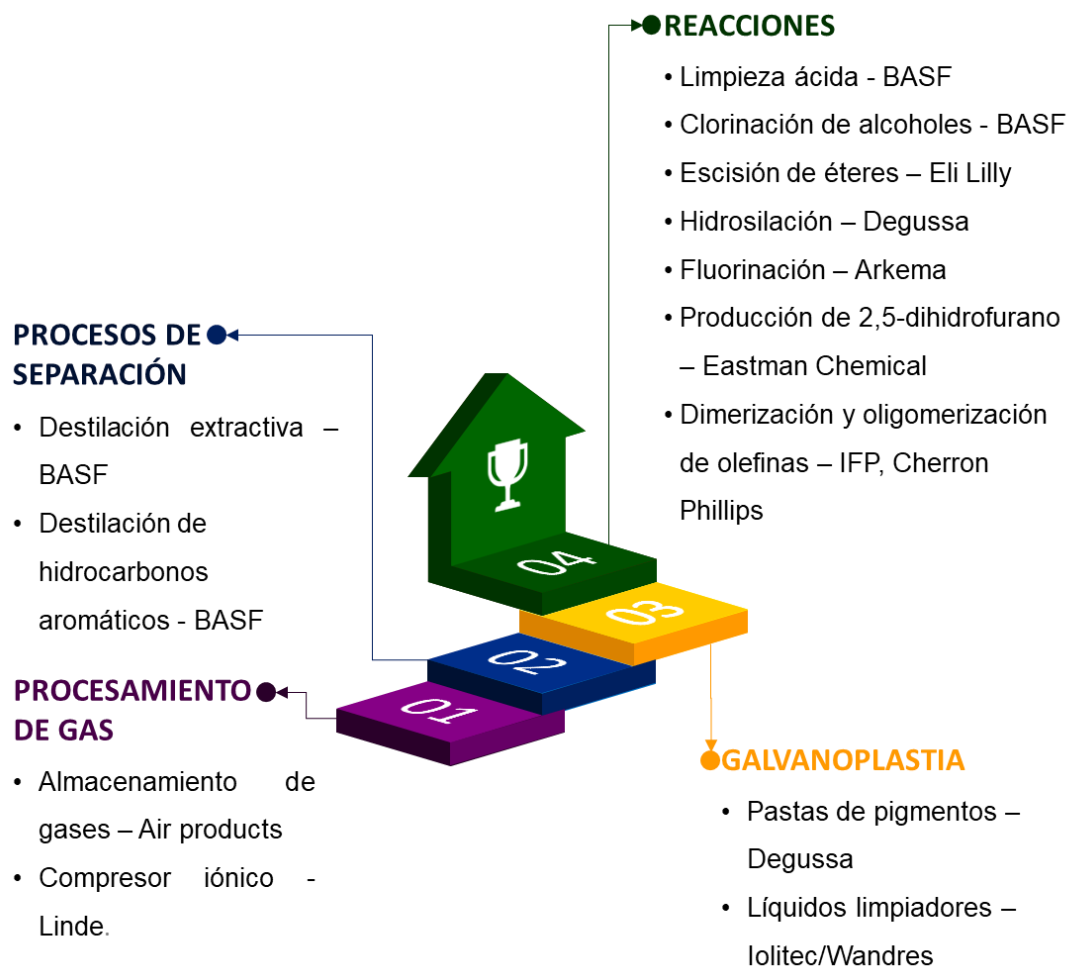 REACCIONES
• Limpieza ácida - BASF
• Clorinación de alcoholes - BASF
• Escisión de éteres – Eli Lilly
• Hidrosilación – Degussa
• Fluorinación – Arkema
• Producción de 2,5-dihidrofurano
– Eastman Chemical
• Dimerización y oligomerización
de olefinas – IFP, Cherron
Phillips
PROCESOS DE
SEPARACIÓN
• Destilación extractiva –
BASF
• Destilación de
hidrocarbonos
aromáticos - BASF
04
03
02
01
PROCESAMIENTO
DE GAS
• Almacenamiento de
gases – Air products
• Compresor iónico -
Linde.
GALVANOPLASTIA
• Pastas de pigmentos –
Degussa
• Líquidos limpiadores –
Iolitec/Wandres